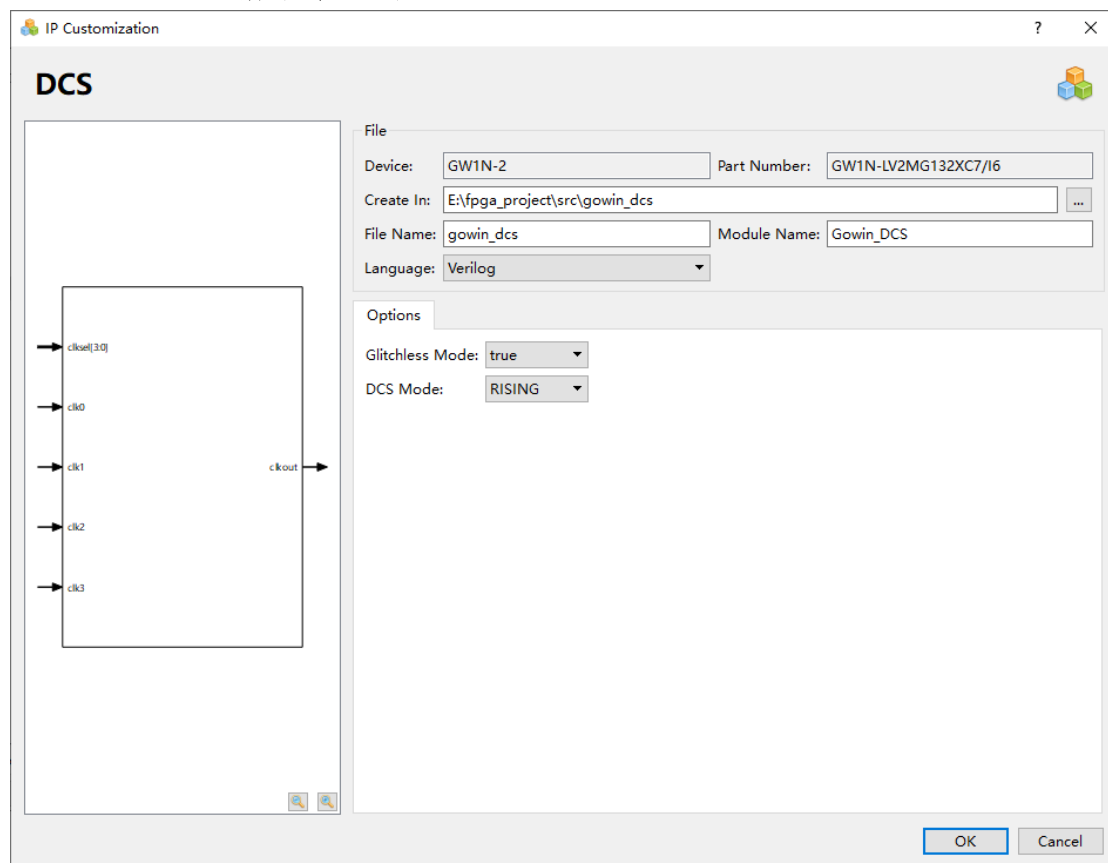 IP Customization ? ×
DCS
File
Device: GW1N-2 Part Number: GW1N-LV2MG132XC7/I6
Create In: E:\fpga_project\src\gowin_dcs ...
File Name: gowin_dcs Module Name: Gowin_DCS
Language: Verilog
Options
Glitchless Mode: true
DCS Mode: RISING
clksel[3:0]
clk0
clk1 clkout
clk2
clk3
OK Cancel